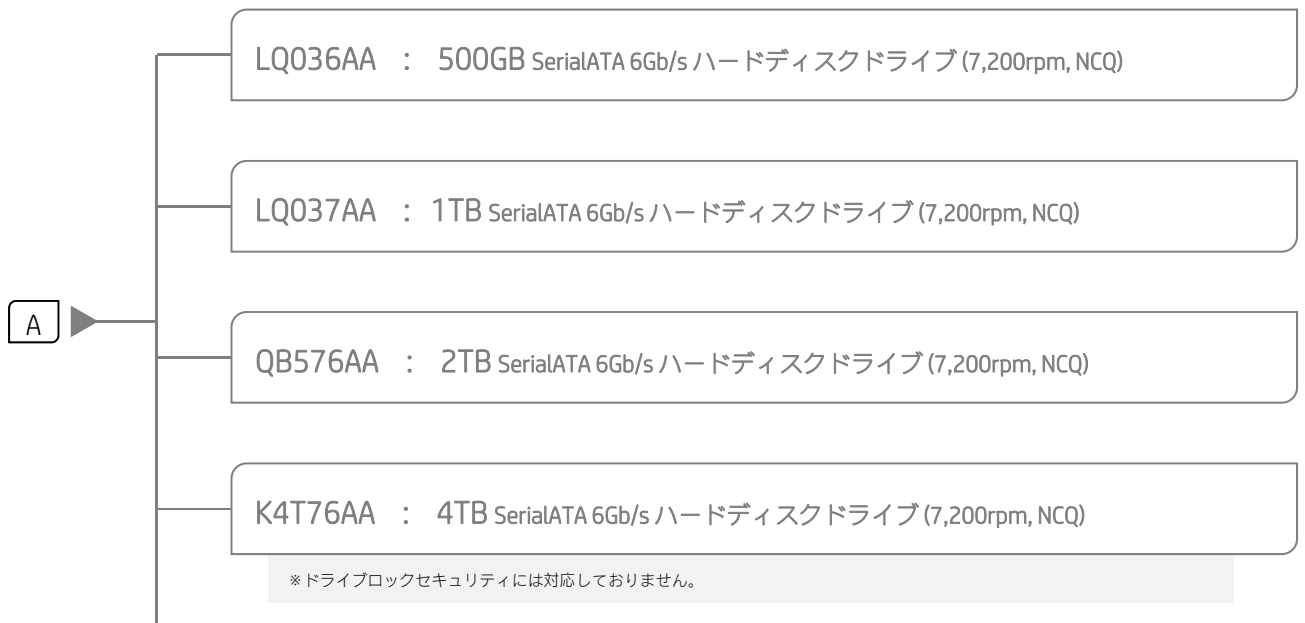 LQ036AA : 500GB SerialATA 6Gb/s ハードディスクドライブ (7,200rpm, NCQ)
LQ037AA : 1TB SerialATA 6Gb/s ハードディスクドライブ (7,200rpm, NCQ)
A
QB576AA : 2TB SerialATA 6Gb/s ハードディスクドライブ (7,200rpm, NCQ)
K4T76AA : 4TB SerialATA 6Gb/s ハードディスクドライブ (7,200rpm, NCQ)
※ドライブロックセキュリティには対応しておりません。